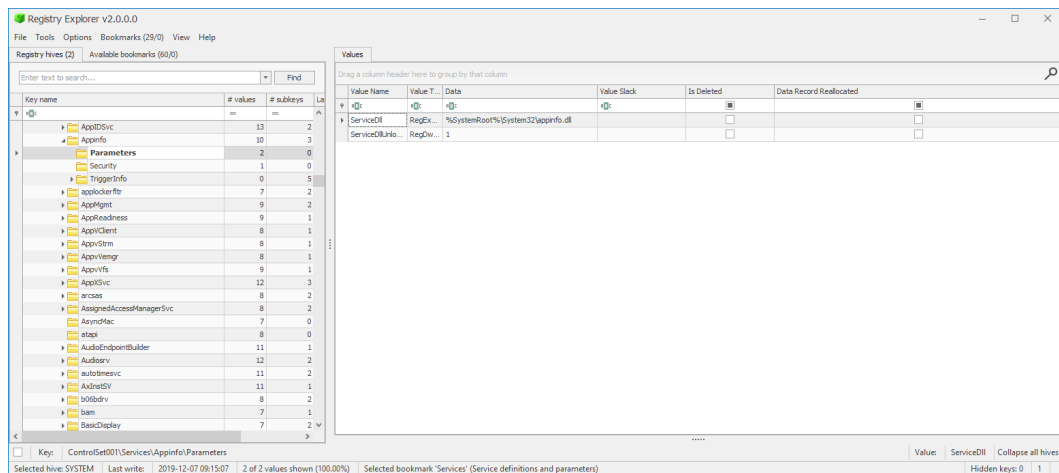 Registry Explorer v2.0.0.0
File Tools Options Bookmarks (29/0) View Help
Registry hives (2) Available bookmarks (60/0)
Enter text to search... Find
Key name # values # subkeys La
= =
AppIDSvc 13 2
Appinfo 10 3
Parameters 2 0
Security 1 0
TriggerInfo 0 5
applockerfltr 7 2
AppMgmt 9 2
AppReadiness 9 1
AppVClient 8 1
AppvStrm 8 1
AppvVemgr 8 1
AppvVfs 9 1
AppXSvc 12 3
arcsas 8 2
AssignedAccessManagerSvc 8 2
AsyncMac 7 0
atapi 8 0
AudioEndpointBuilder 11 1
Audiosrv 12 2
autotimesvc 11 2
AxInstSV 11 1
b06bdrv 8 2
bam 7 1
BasicDisplay 7 2
Values
Drag a column header here to group by that column
Value Name Value T... Data Value Slack Is Deleted Data Record Reallocated
ServiceDll RegEx... %SystemRoot%\System32\appinfo.dll
ServiceDllUnlo... RegDw... 1
Key: ControlSet001\Services\Appinfo\Parameters Value: ServiceDll Collapse all hives
Selected hive: SYSTEM Last write: 2019-12-07 09:15:07 2 of 2 values shown (100.00%) Selected bookmark 'Services' (Service definitions and parameters) Hidden keys: 0 1